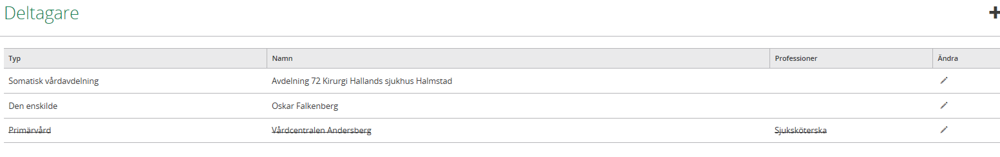 Deltagare
Typ Namn Professioner Ändra
Somatisk vårdavdelning Avdelning 72 Kirurgi Hallands sjukhus Halmstad
Den enskilde Oskar Falkenberg
Primärvård Vårdcentralen Andersberg Sjuksköterska